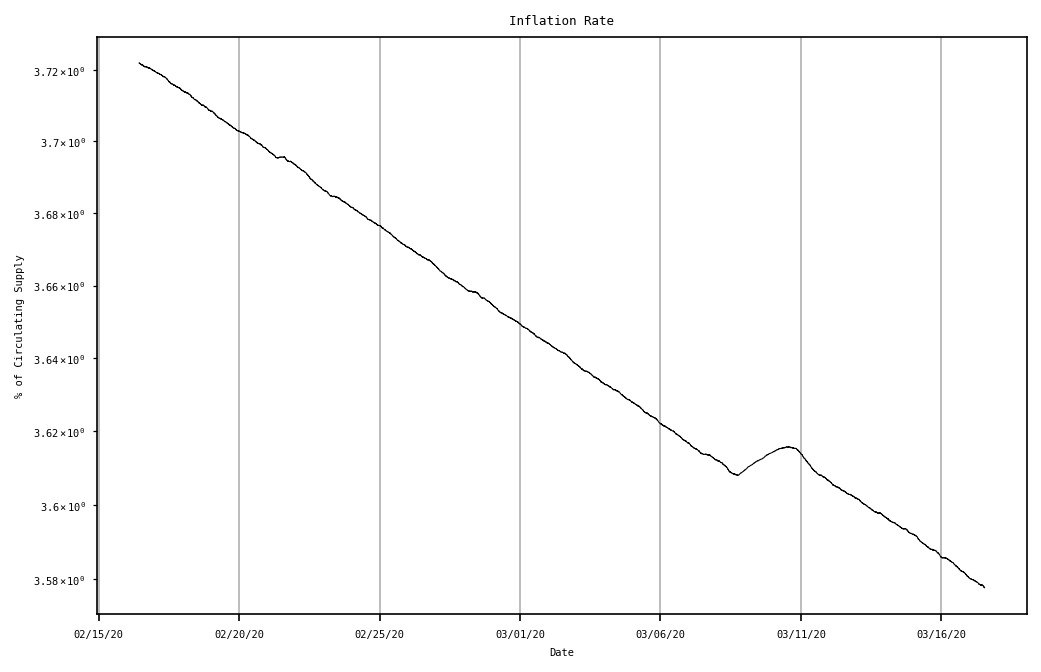 Inflation Rate
% of Circulating Supply
3.72×10⁰
3.7×10⁰
3.68×10⁰
3.66×10⁰
3.64×10⁰
3.62×10⁰
3.6×10⁰
3.58×10⁰
02/15/20 02/20/20 02/25/20 03/01/20 03/06/20 03/11/20 03/16/20
Date